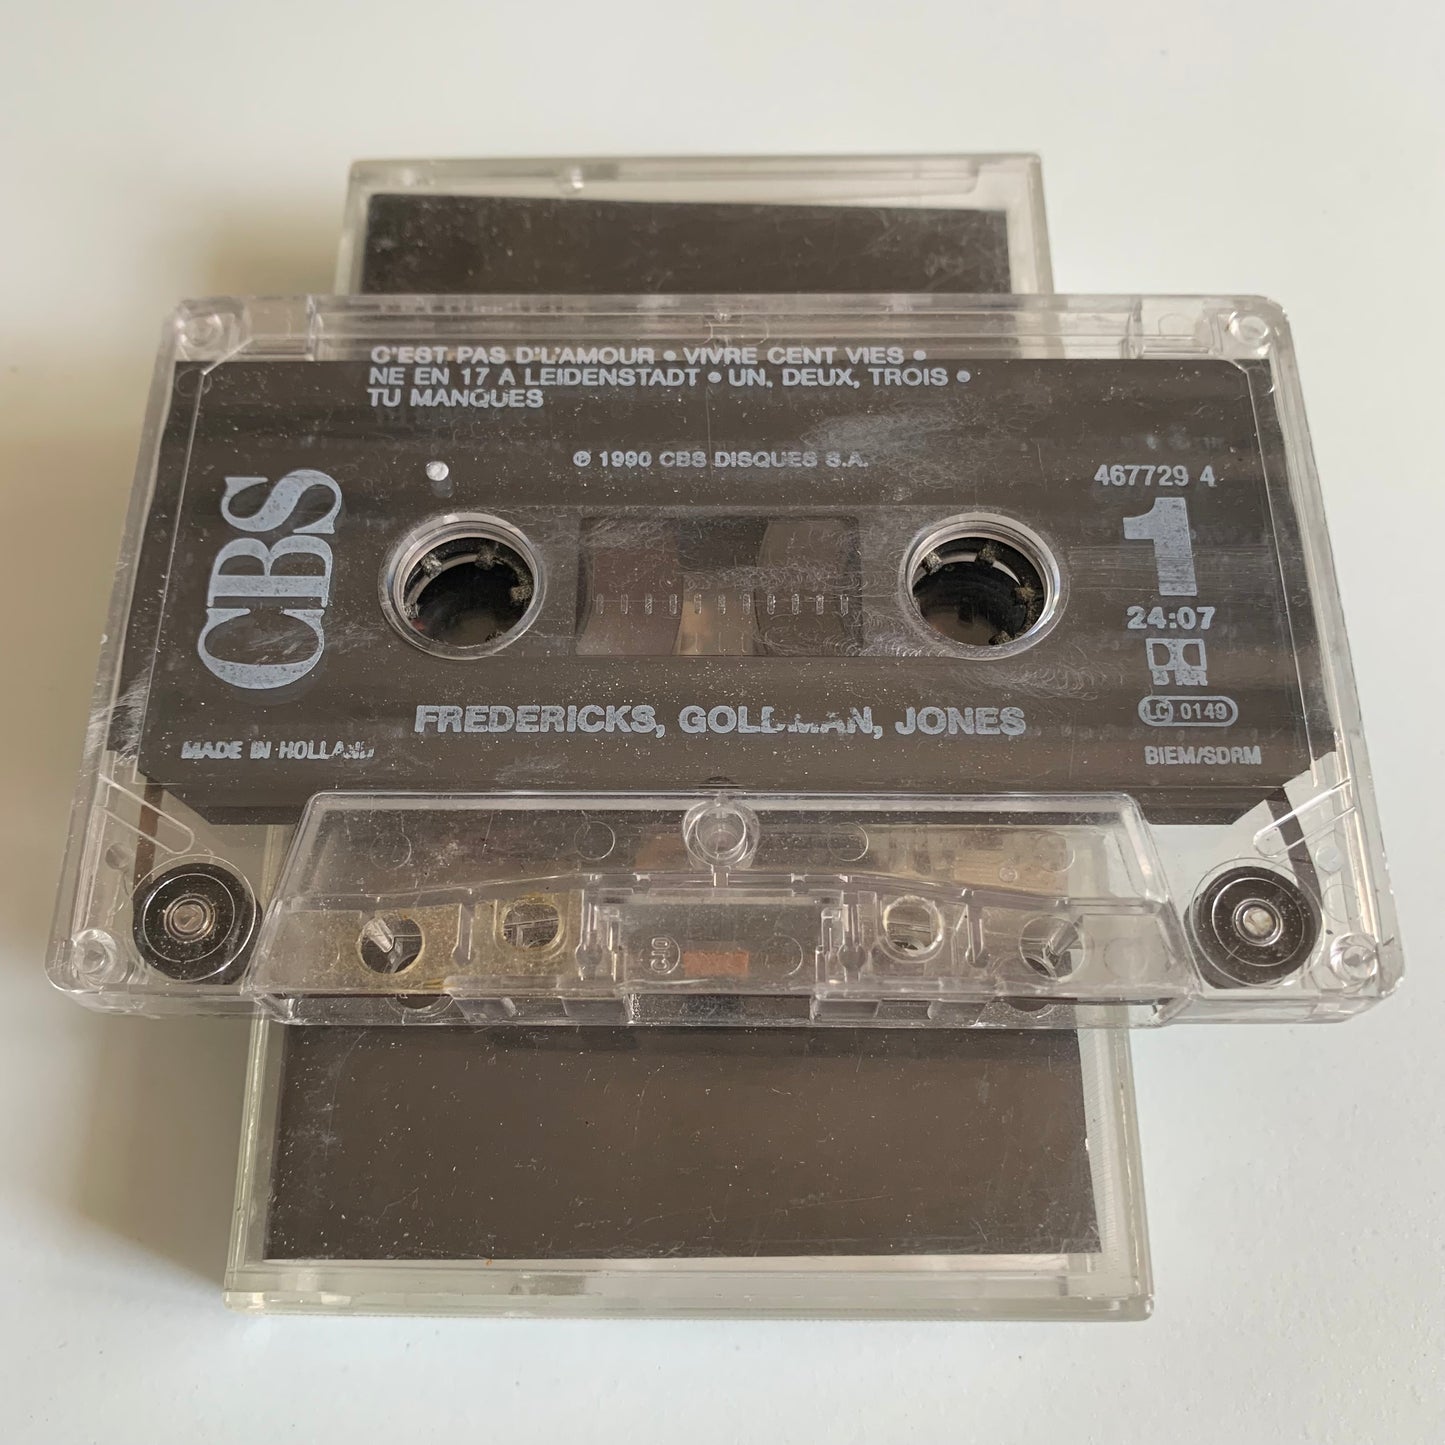 C'EST PAS D'L'AMOUR • VIVRE CENT VIES •
NE EN 17 A LEIDENSTADT • UN, DEUX, TROIS •
TU MANQUES
℗ 1990 CBS DISQUES S.A.
467729 4
1
24:07
B NR
LC 0149
CBS
FREDERICKS, GOLDMAN, JONES
MADE IN HOLLAND
BIEM/SDRM